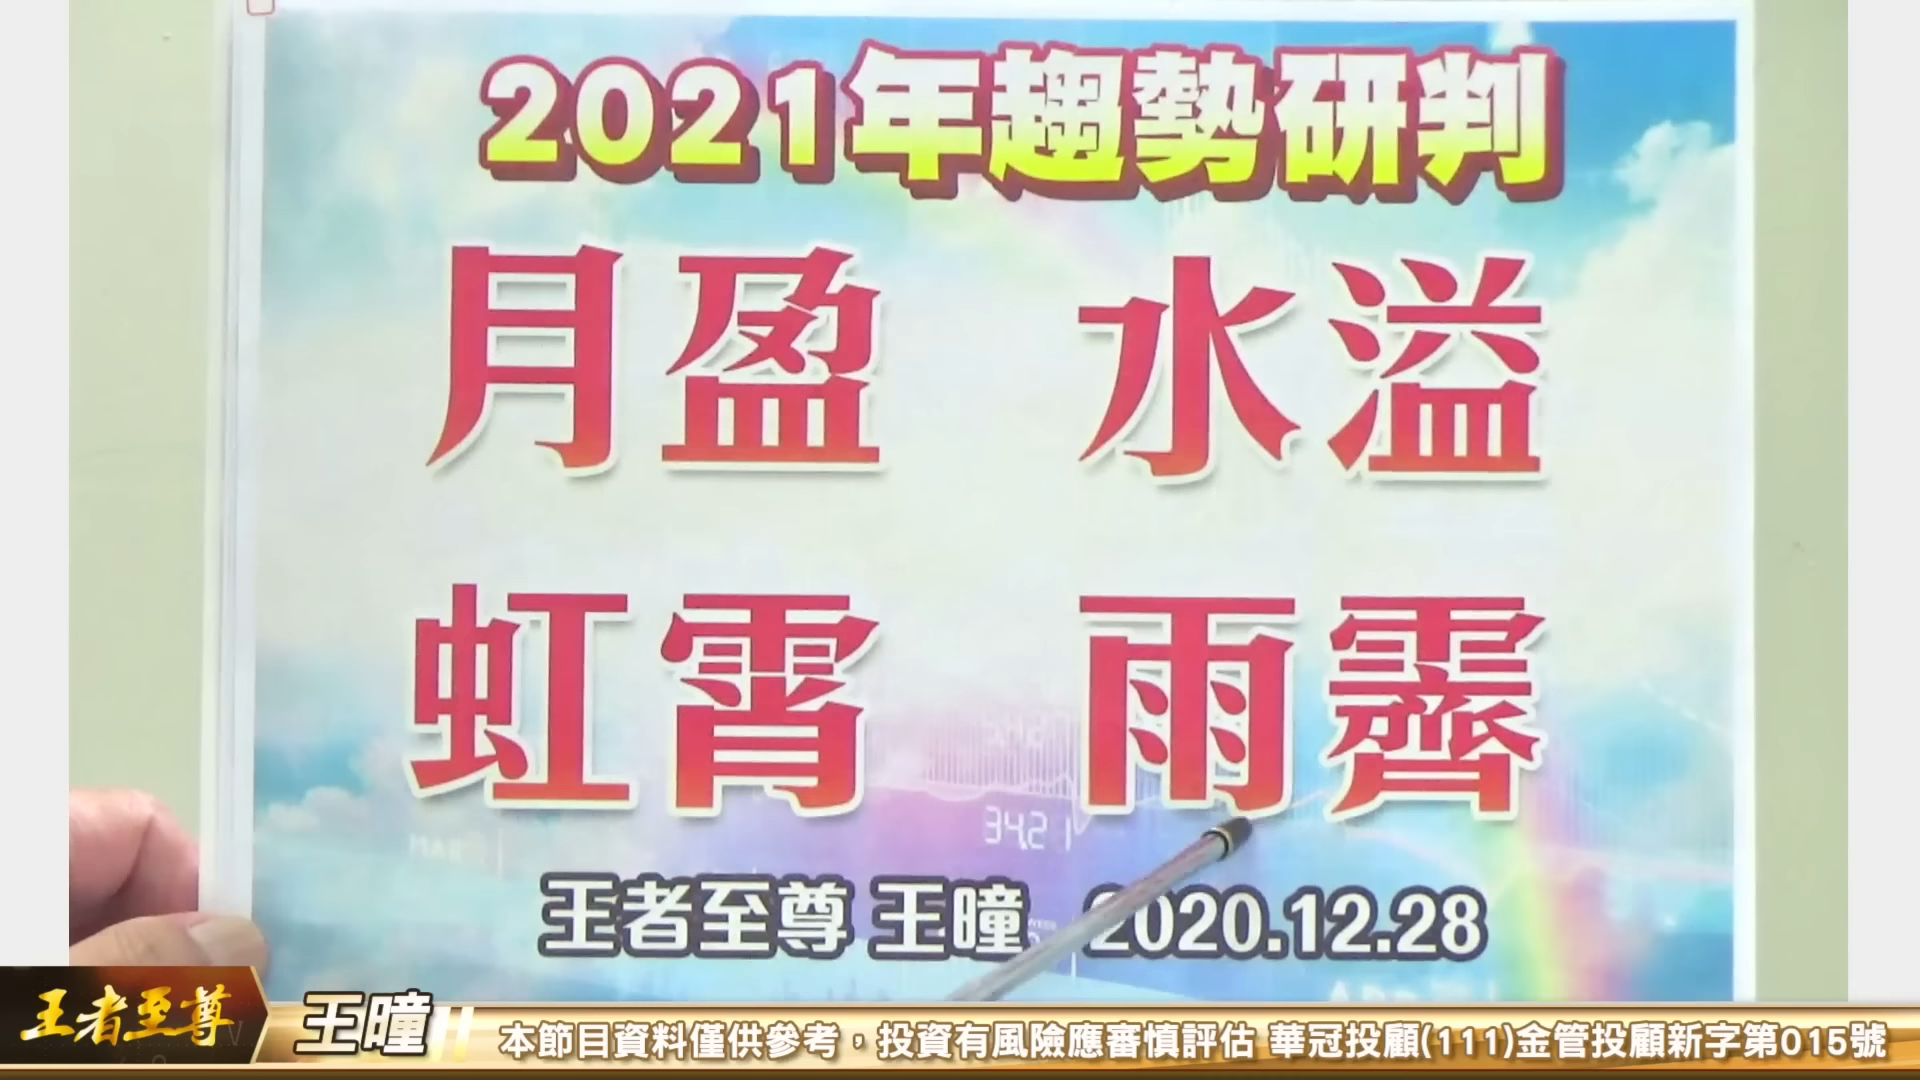 2021年趨勢研判
月盈 水溢
虹霄 雨霽
34.21
王者至尊 王曈 2020.12.28
王者至尊 王曈 本節目資料僅供參考，投資有風險應審慎評估 華冠投顧(111)金管投顧新字第015號